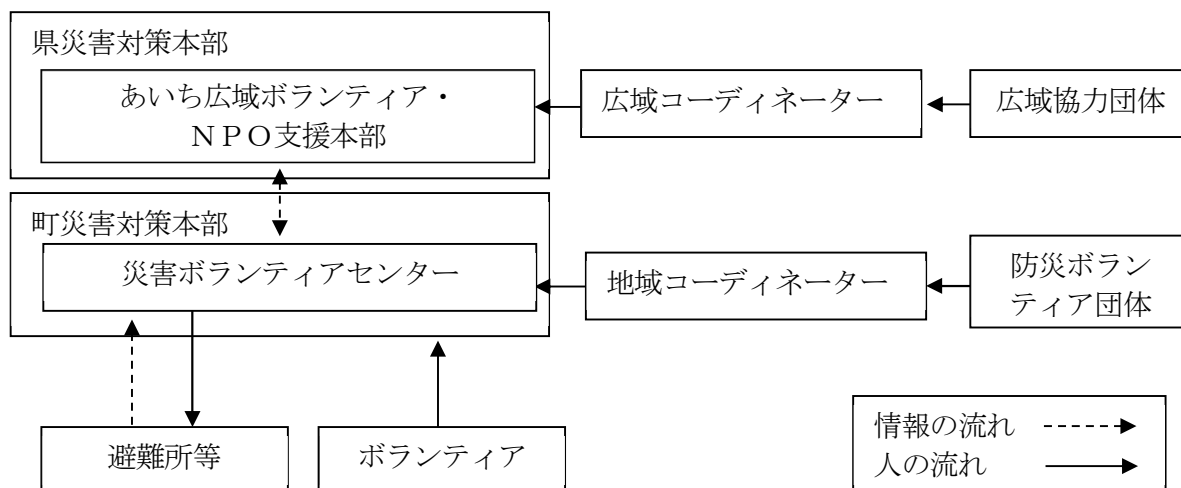 県災害対策本部
あいち広域ボランティア・
ＮＰＯ支援本部
広域コーディネーター
広域協力団体
町災害対策本部
災害ボランティアセンター
地域コーディネーター
防災ボラン
ティア団体
避難所等
ボランティア
情報の流れ
人の流れ